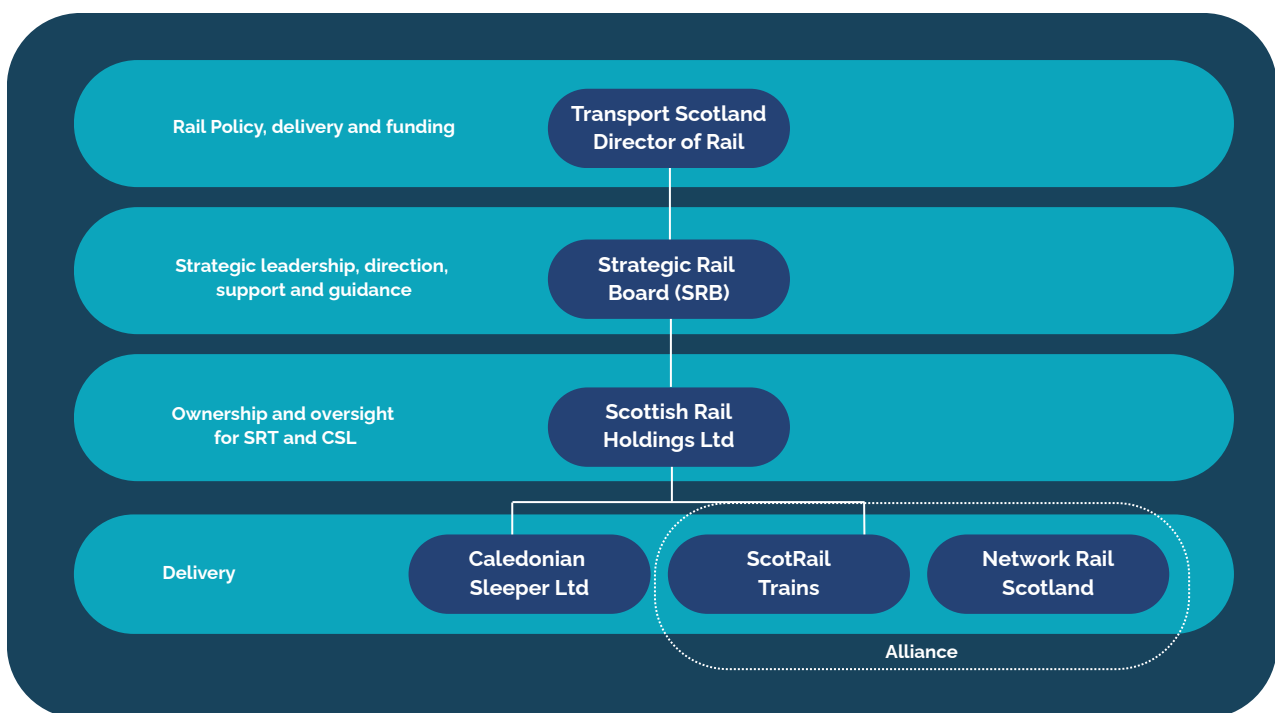 Rail Policy, delivery and funding
Transport Scotland
Director of Rail
Strategic leadership, direction,
support and guidance
Strategic Rail
Board (SRB)
Ownership and oversight
for SRT and CSL
Scottish Rail
Holdings Ltd
Delivery
Caledonian
Sleeper Ltd
ScotRail
Trains
Network Rail
Scotland
Alliance